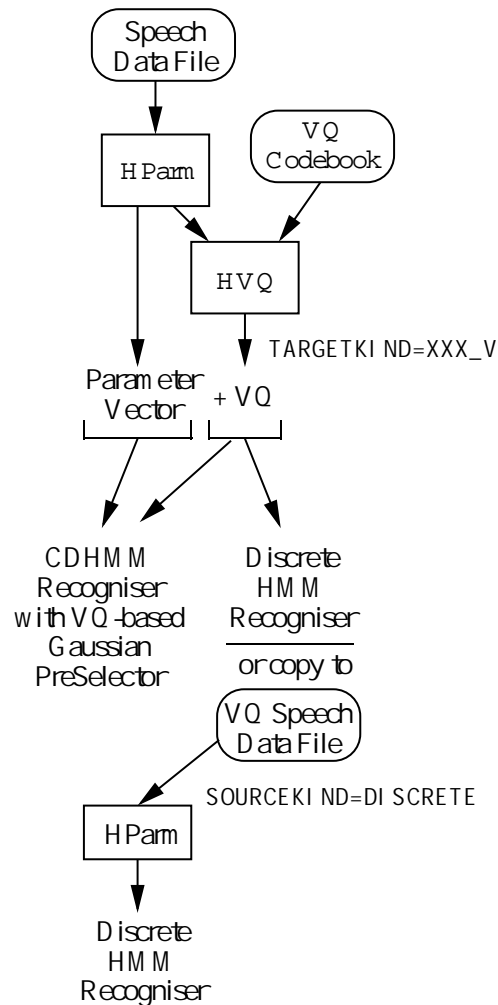 Speech
Data File
VQ
Codebook
HParm
HVQ
TARGETKIND=XXX_V
Parameter
Vector
+ VQ
CDHMM
Recogniser
with VQ-based
Gaussian
PreSelector
Discrete
HMM
Recogniser
or copy to
VQ Speech
Data File
SOURCEKIND=DISCRETE
HParm
Discrete
HMM
Recogniser